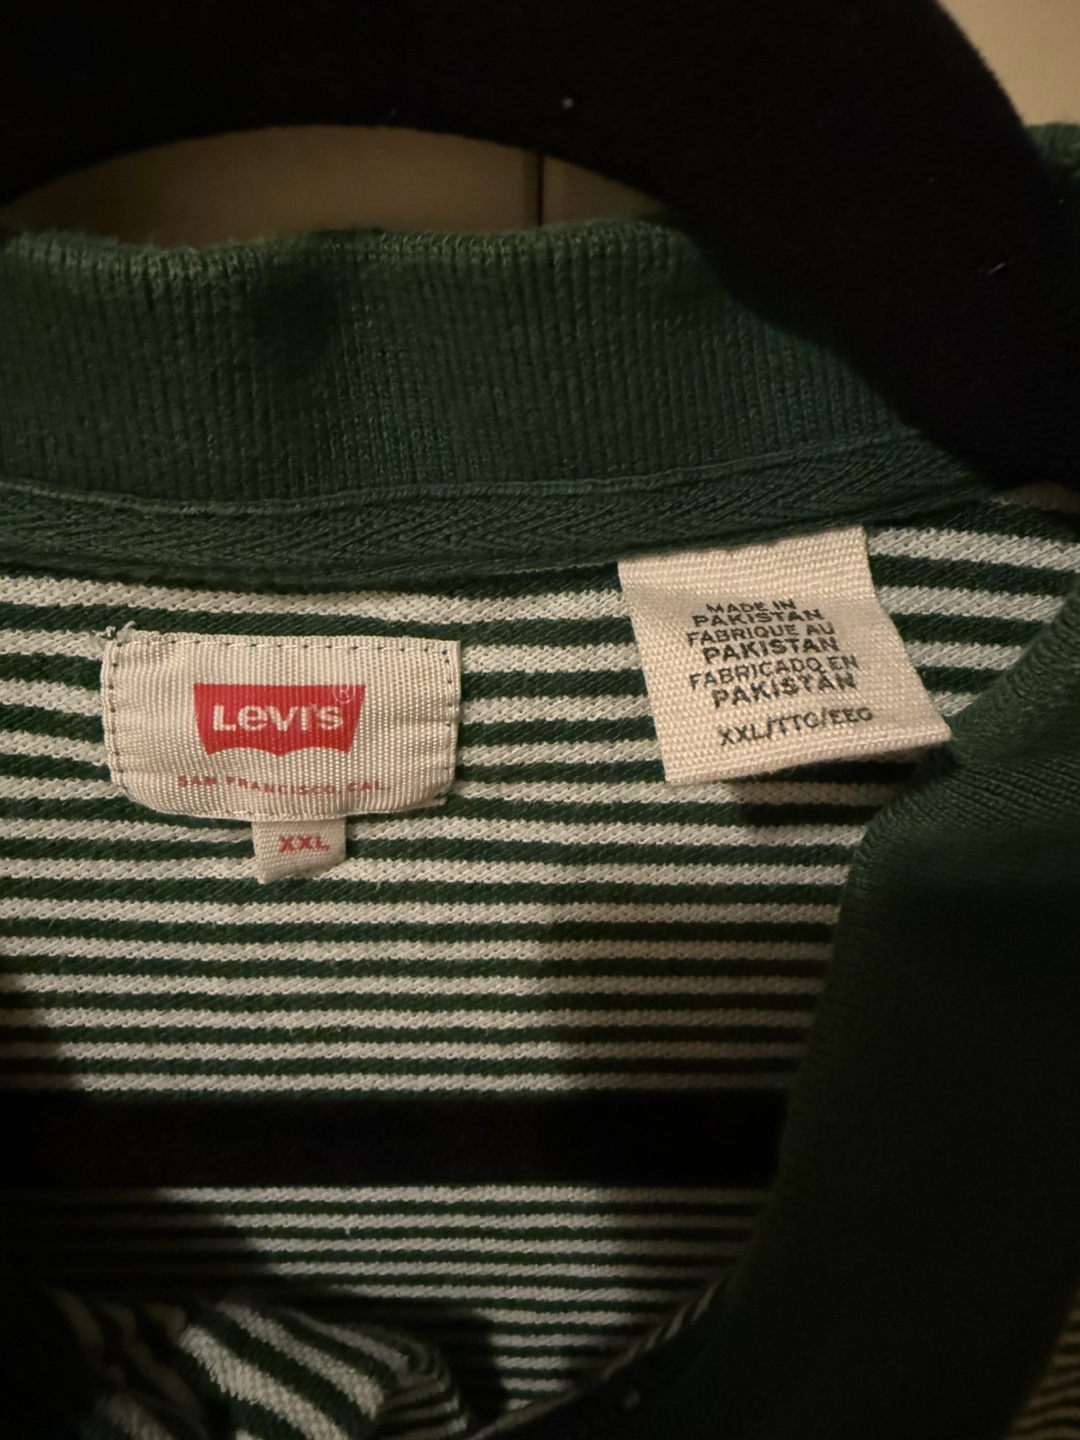 LEVI'S®
SAN FRANCISCO, CAL.
XXL
MADE IN
PAKISTAN
FABRIQUE AU
PAKISTAN
FABRICADO EN
PAKISTAN
XXL/TTG/EEG